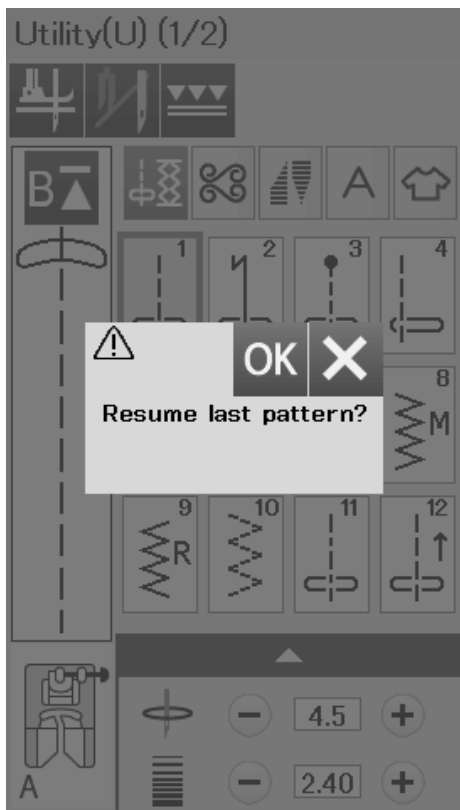 Utility(U) (1/2)
B
A
1
2
3
4
OK
Resume last pattern?
8
M
9
R
10
11
12
A
4.5
2.40